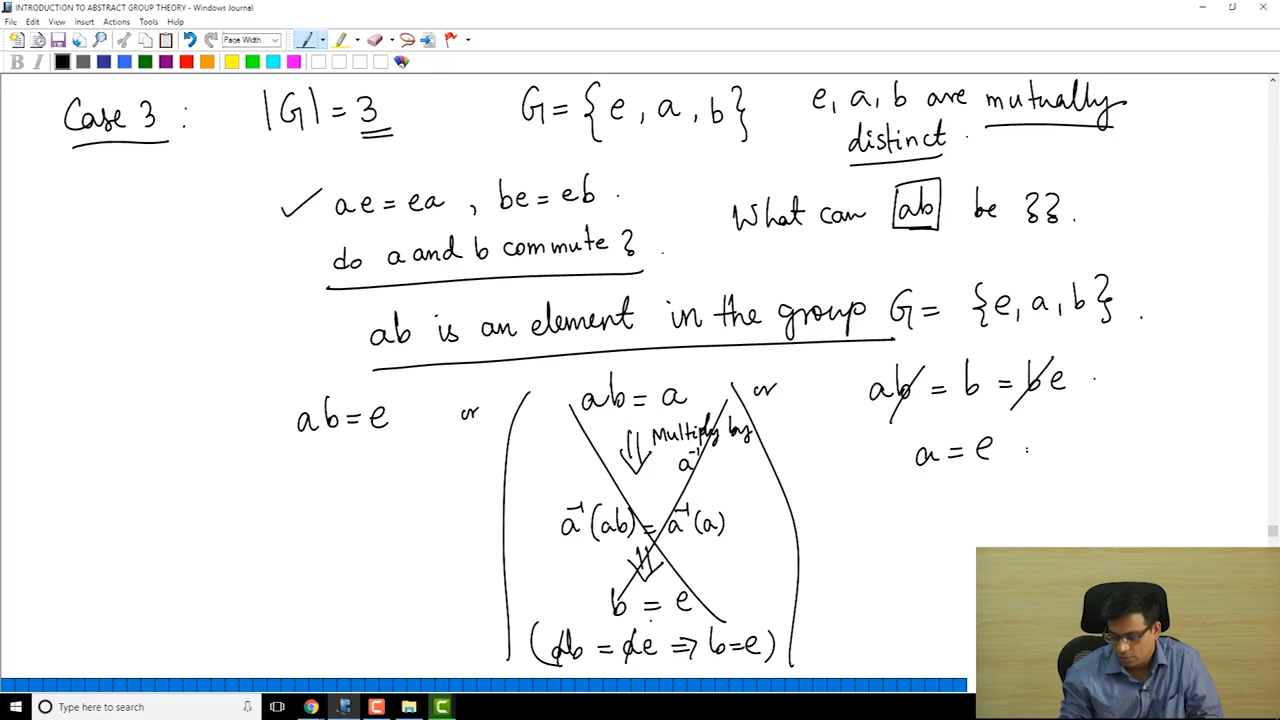 INTRODUCTION TO ABSTRACT GROUP THEORY - Windows Journal
File Edit View Insert Actions Tools Help
Page Width
B I
Case 3 : |G| = 3 G = {e, a, b} e, a, b are mutually
distinct.
✓ ae = ea , be = eb . What can ab be }}.
do a and b commute } .
ab is an element in the group G = {e, a, b} .
ab = e or ab = a or ab = b = be .
⇓ Multiply by
a⁻¹
a = e .
a⁻¹(ab) = a⁻¹(a)
⇓
b = e
(ab = ae ⇒ b=e)
Type here to search